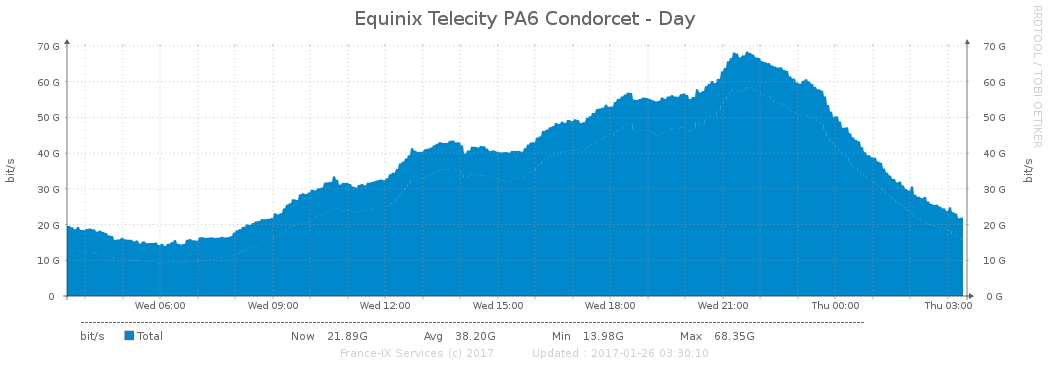 Equinix Telecity PA6 Condorcet - Day
RRDTOOL / TOBI OETIKER
70 G 70 G
60 G 60 G
50 G 50 G
40 G 40 G
30 G 30 G
20 G 20 G
10 G 10 G
0 0 G
bit/s
bit/s
Wed 06:00 Wed 09:00 Wed 12:00 Wed 15:00 Wed 18:00 Wed 21:00 Thu 00:00 Thu 03:00
bit/s Total Now 21.89G Avg 38.20G Min 13.98G Max 68.35G
France-IX Services (c) 2017 Updated : 2017-01-26 03:30:10